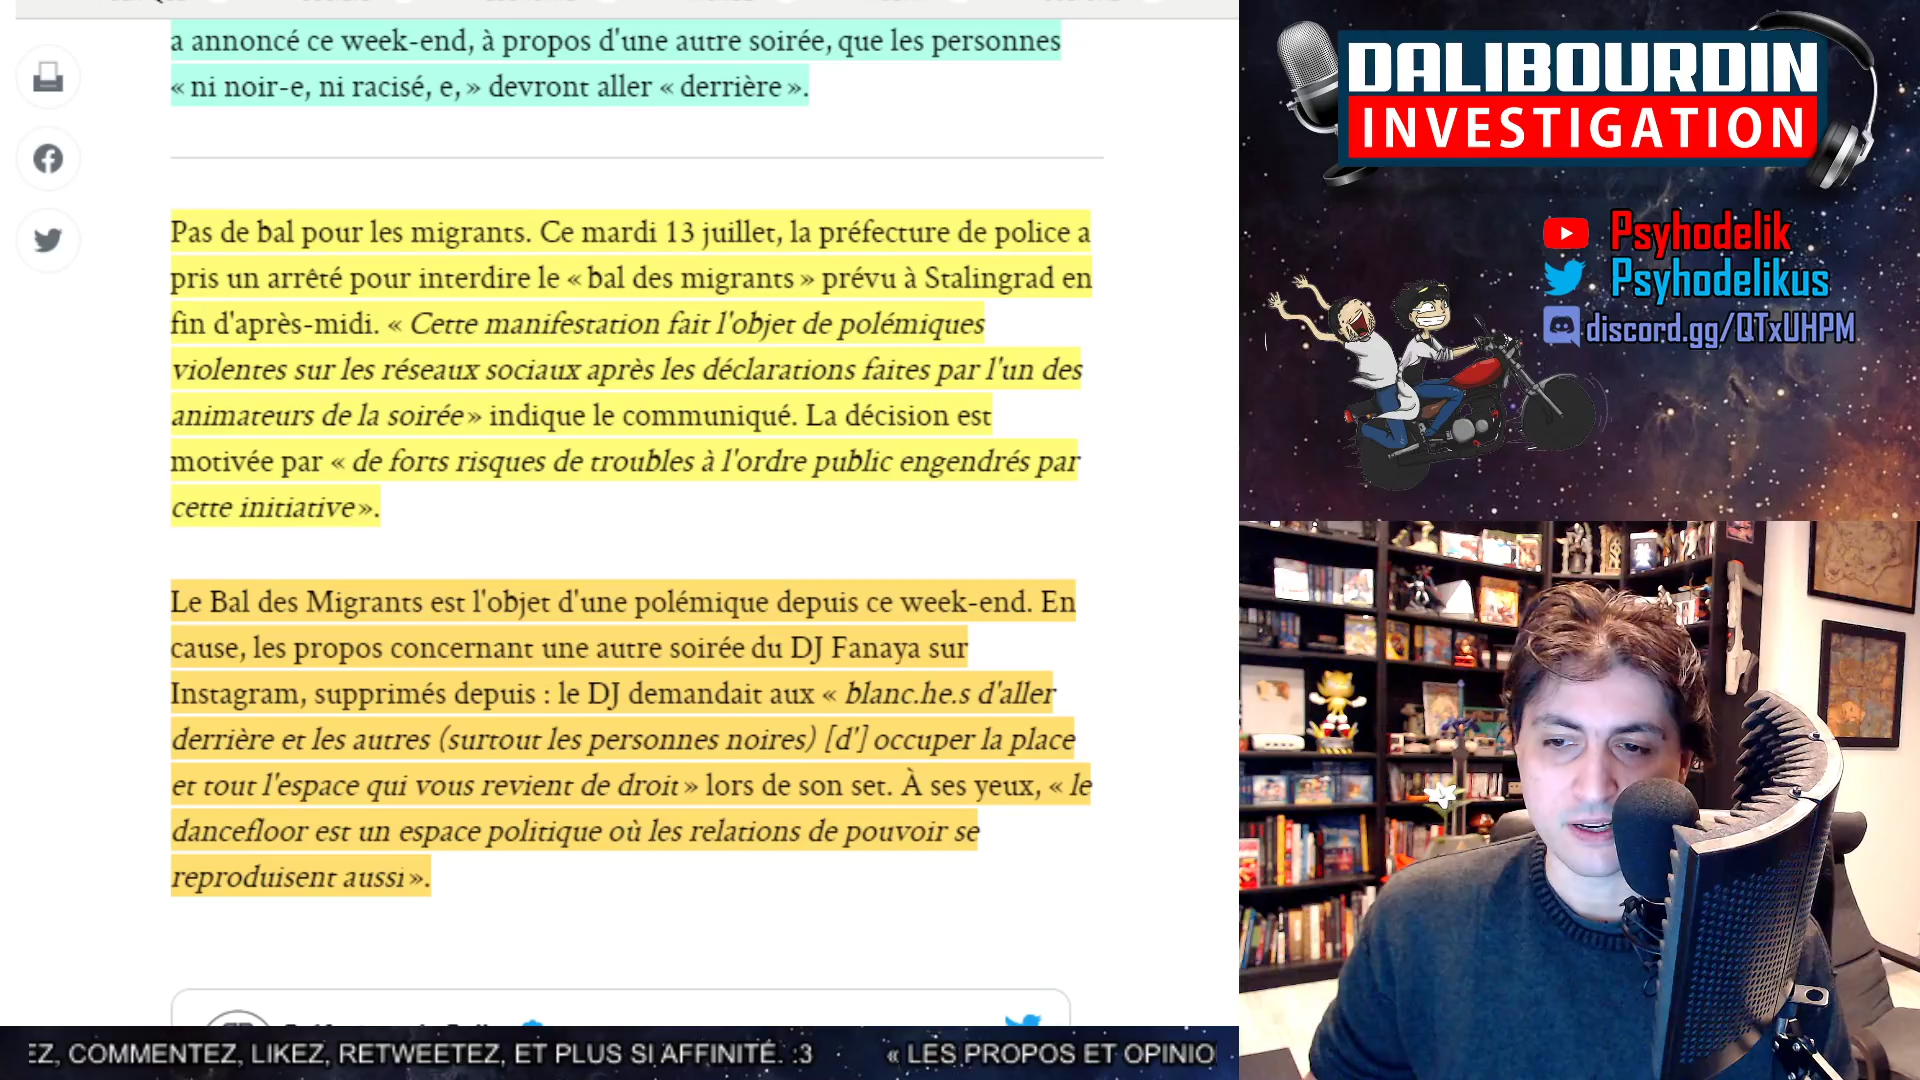 a annoncé ce week-end, à propos d'une autre soirée, que les personnes
« ni noir-e, ni racisé, e, » devront aller « derrière ».
Pas de bal pour les migrants. Ce mardi 13 juillet, la préfecture de police a
pris un arrêté pour interdire le « bal des migrants » prévu à Stalingrad en
fin d'après-midi. « Cette manifestation fait l'objet de polémiques
violentes sur les réseaux sociaux après les déclarations faites par l'un des
animateurs de la soirée » indique le communiqué. La décision est
motivée par « de forts risques de troubles à l'ordre public engendrés par
cette initiative ».
Le Bal des Migrants est l'objet d'une polémique depuis ce week-end. En
cause, les propos concernant une autre soirée du DJ Fanaya sur
Instagram, supprimés depuis : le DJ demandait aux « blanc.he.s d'aller
derrière et les autres (surtout les personnes noires) [d'] occuper la place
et tout l'espace qui vous revient de droit » lors de son set. À ses yeux, « le
dancefloor est un espace politique où les relations de pouvoir se
reproduisent aussi ».
EZ, COMMENTEZ, LIKEZ, RETWEETEZ, ET PLUS SI AFFINITÉ. :3 « LES PROPOS ET OPINIO
DALIBOURDIN
INVESTIGATION
Psyhodelik
Psyhodelikus
discord.gg/QTxUHPM